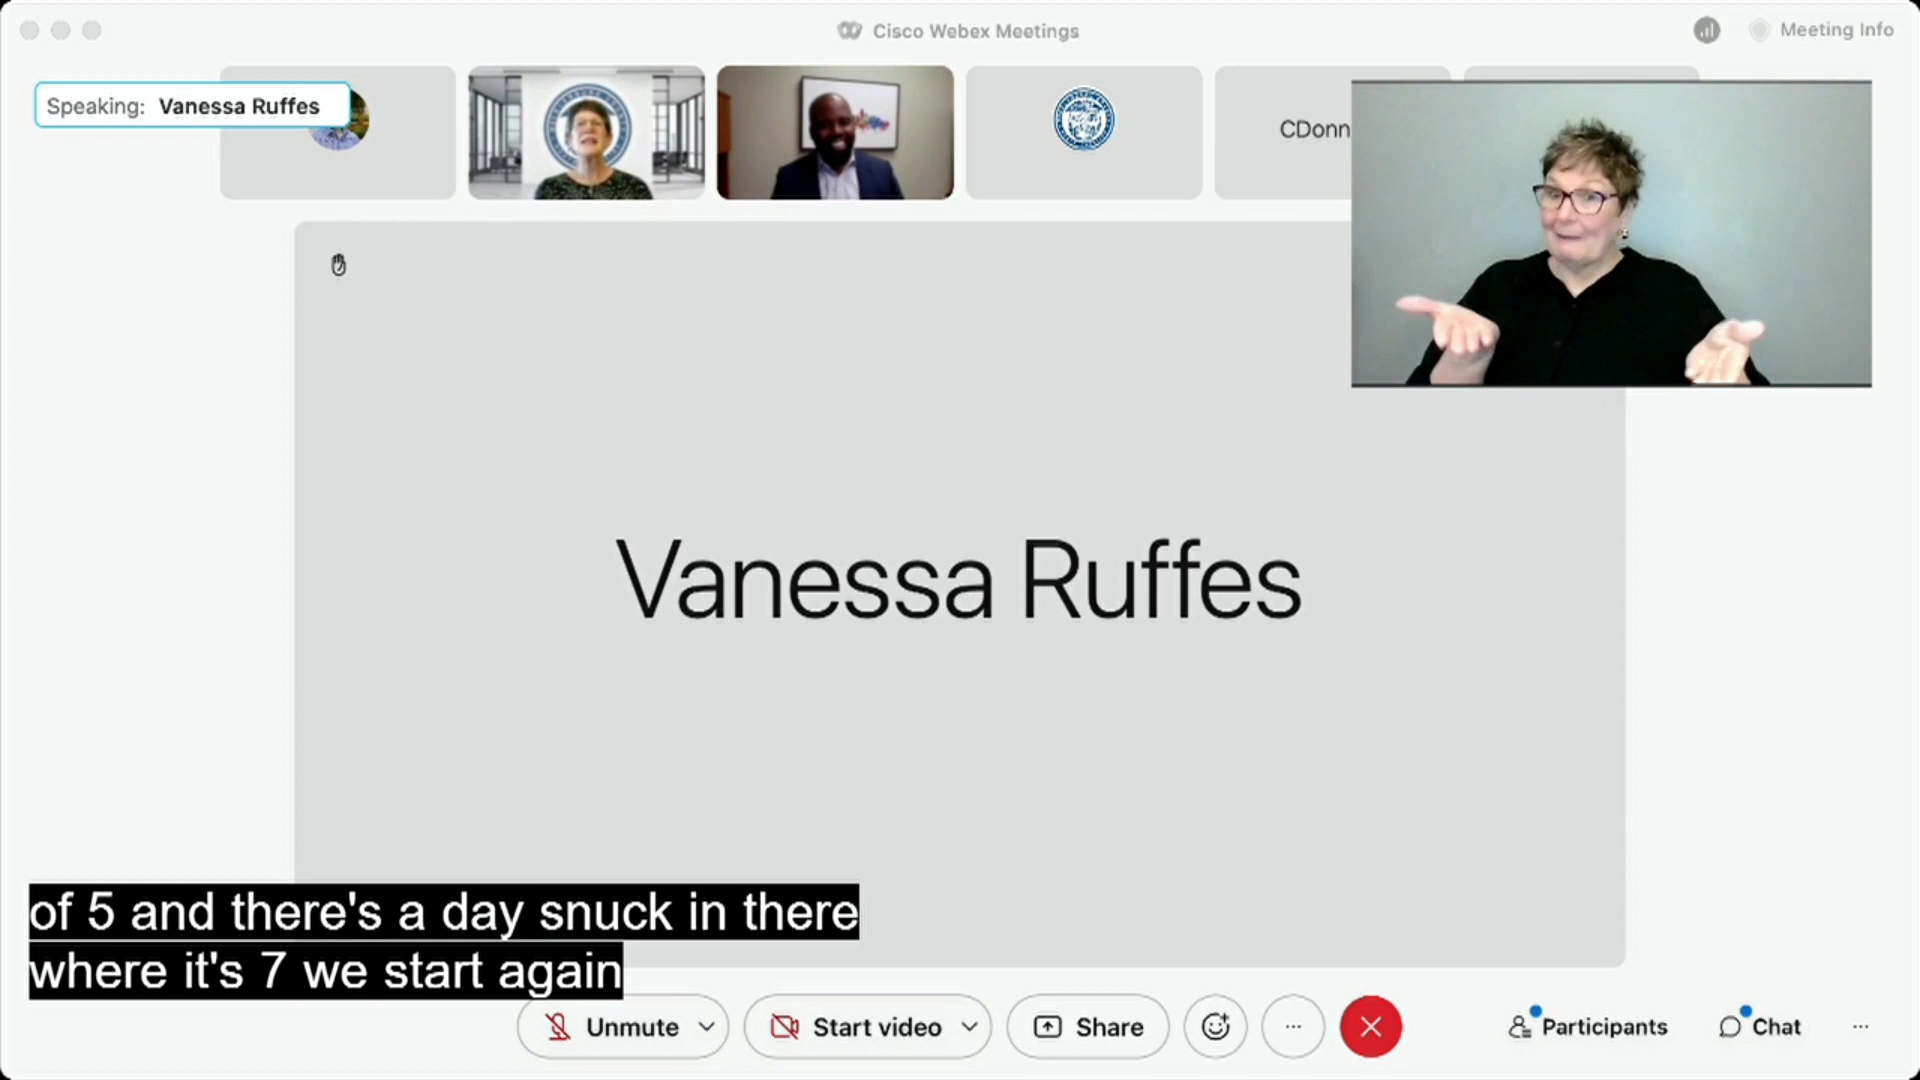 Cisco Webex Meetings
Meeting Info
Speaking: Vanessa Ruffes
CDonn
Vanessa Ruffes
of 5 and there's a day snuck in there
where it's 7 we start again
Unmute
Start video
Share
Participants
Chat